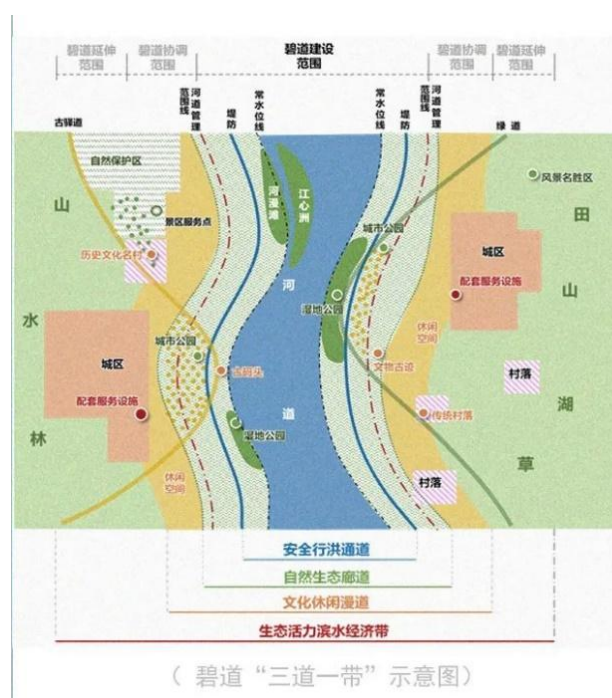 碧道延伸
范围
碧道协调
范围
碧道建设
范围
碧道协调
范围
碧道延伸
范围
古驿道
河道管理
范围线
堤防
常水位线
常水位线
堤防
河道管理
范围线
绿道
自然保护区
景区服务点
历史文化名村
山
水
林
城区
配套服务设施
城市公园
古码头
湿地公园
休闲
空间
河漫滩
江心洲
河
道
城市公园
湿地公园
文物古迹
休闲
空间
传统村落
村落
风景名胜区
城区
配套服务设施
村落
田
山
湖
草
安全行洪通道
自然生态廊道
文化休闲漫道
生态活力滨水经济带
（碧道“三道一带”示意图）